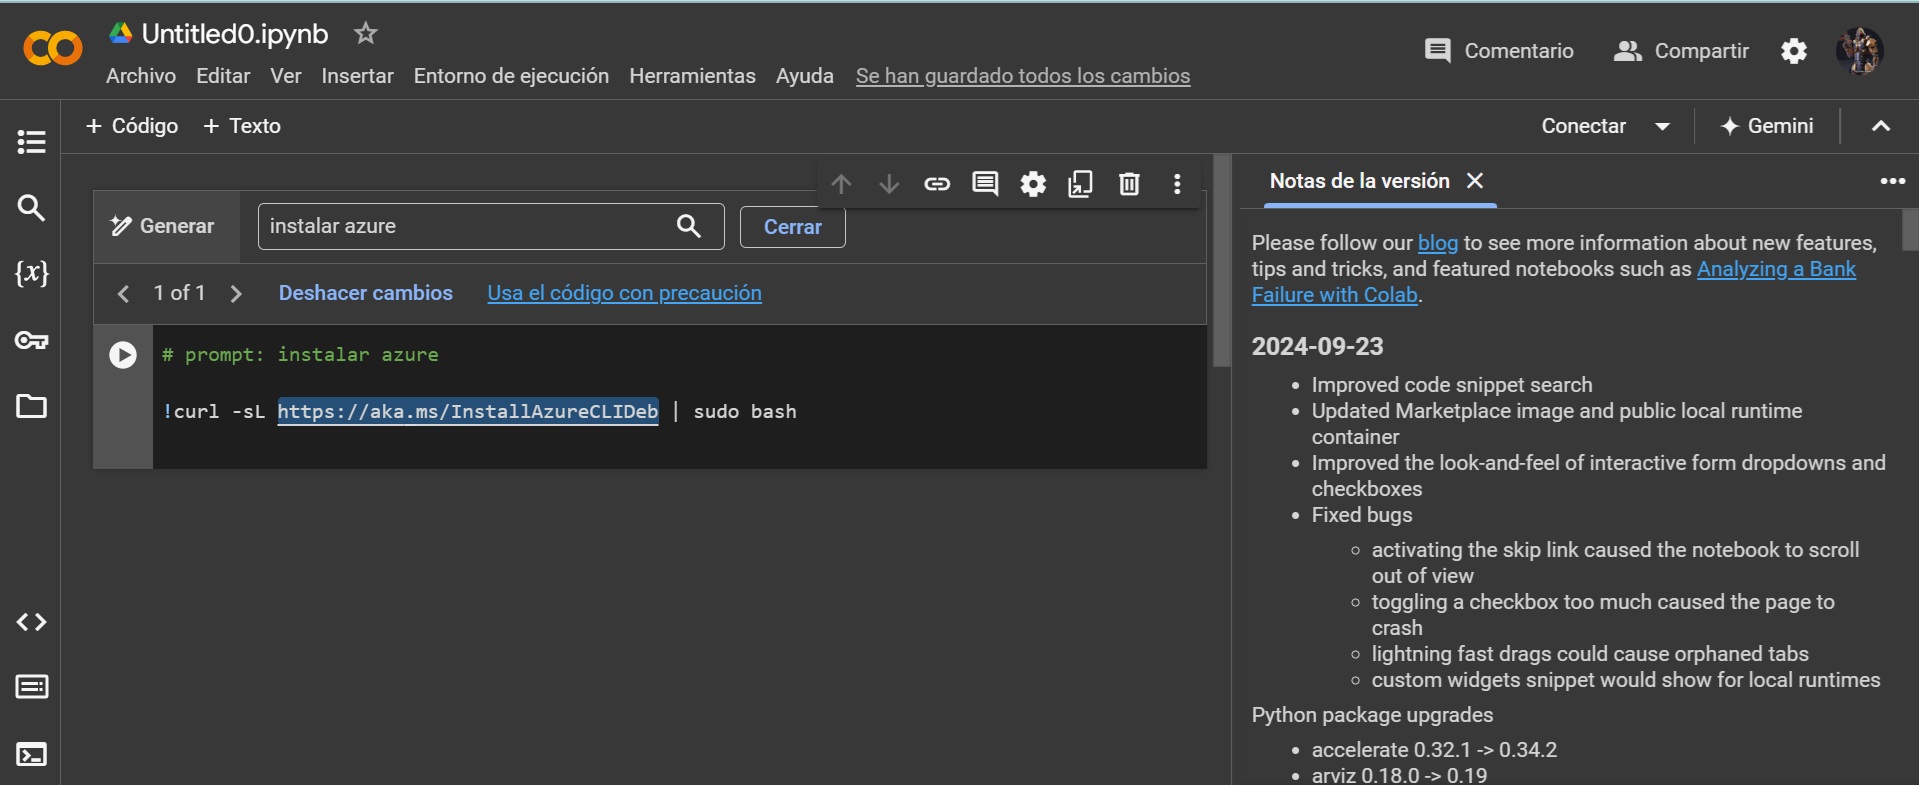 Untitled0.ipynb
Archivo Editar Ver Insertar Entorno de ejecución Herramientas Ayuda Se han guardado todos los cambios
Comentario Compartir
+ Código + Texto
Conectar Gemini
Generar instalar azure Cerrar
1 of 1 Deshacer cambios Usa el código con precaución
# prompt: instalar azure
!curl -sL https://aka.ms/InstallAzureCLIDeb | sudo bash
Notas de la versión
Please follow our blog to see more information about new features,
tips and tricks, and featured notebooks such as Analyzing a Bank
Failure with Colab.
2024-09-23
• Improved code snippet search
• Updated Marketplace image and public local runtime
container
• Improved the look-and-feel of interactive form dropdowns and
checkboxes
• Fixed bugs
◦ activating the skip link caused the notebook to scroll
out of view
◦ toggling a checkbox too much caused the page to
crash
◦ lightning fast drags could cause orphaned tabs
◦ custom widgets snippet would show for local runtimes
Python package upgrades
• accelerate 0.32.1 -> 0.34.2
• arviz 0.18.0 -> 0.19